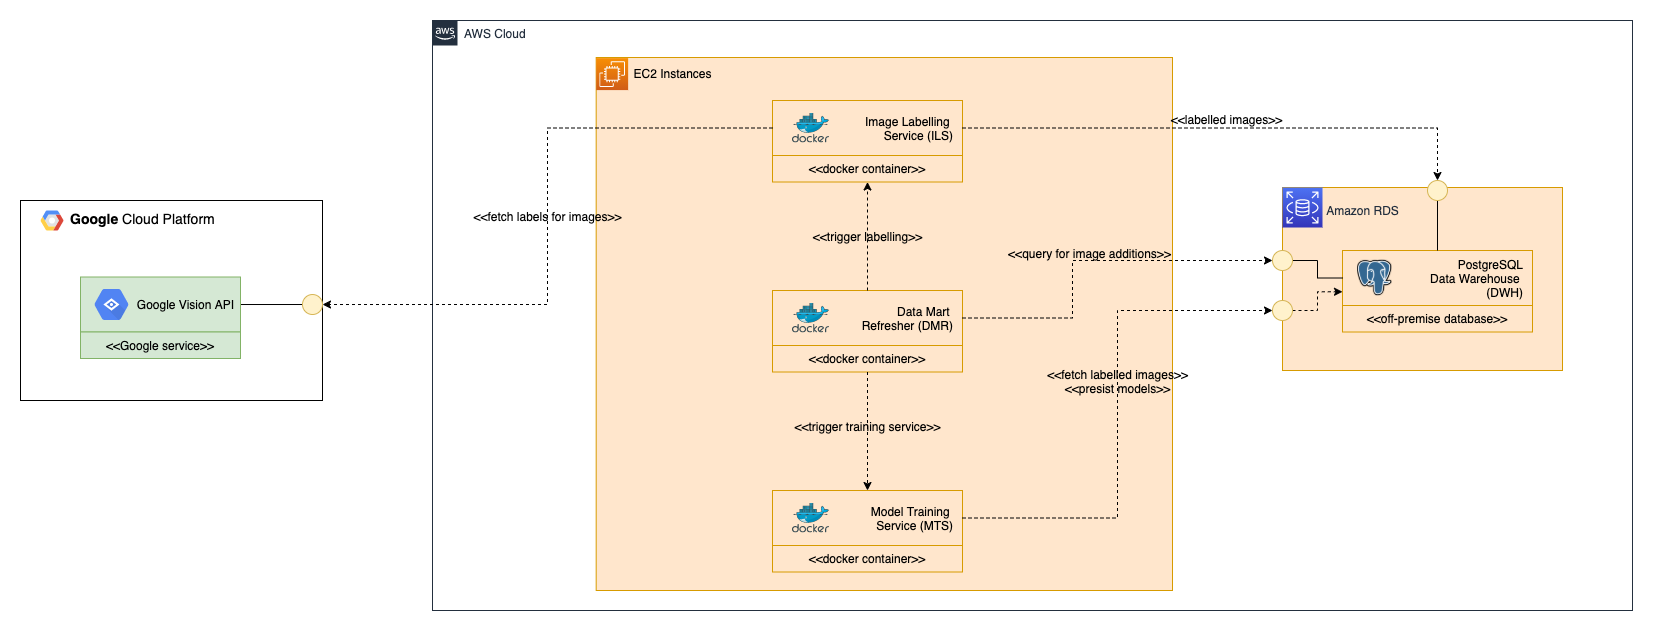 aws
AWS Cloud
EC2 Instances
docker
Image Labelling
Service (ILS)
<<docker container>>
<<labelled images>>
Google Cloud Platform
Google Vision API
<<Google service>>
<<fetch labels for images>>
<<trigger labelling>>
<<query for image additions>>
Amazon RDS
PostgreSQL
Data Warehouse
(DWH)
<<off-premise database>>
docker
Data Mart
Refresher (DMR)
<<docker container>>
<<fetch labelled images>>
<<presist models>>
<<trigger training service>>
docker
Model Training
Service (MTS)
<<docker container>>